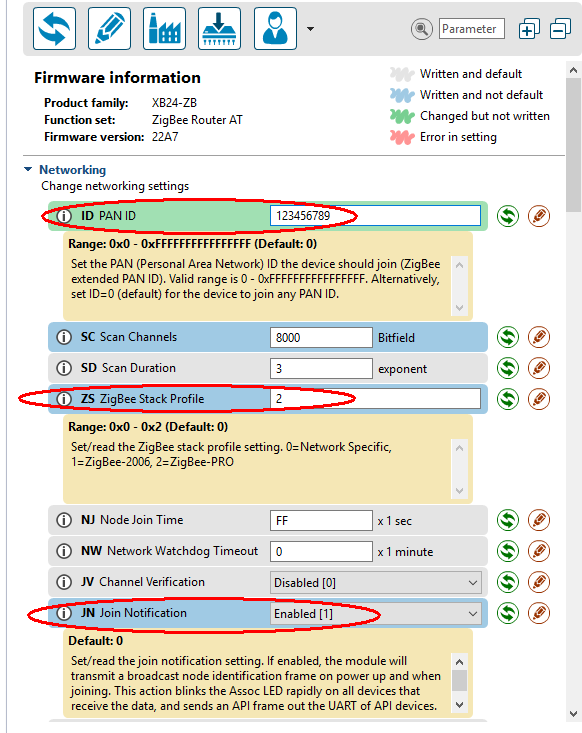 Parameter
Firmware information
Product family: XB24-ZB
Function set: ZigBee Router AT
Firmware version: 22A7
Written and default
Written and not default
Changed but not written
Error in setting
Networking
Change networking settings
i ID PAN ID 123456789
Range: 0x0 - 0xFFFFFFFFFFFFFFFF (Default: 0)
Set the PAN (Personal Area Network) ID the device should join (ZigBee
extended PAN ID). Valid range is 0 - 0xFFFFFFFFFFFFFFFF. Alternatively,
set ID=0 (default) for the device to join any PAN ID.
i SC Scan Channels 8000 Bitfield
i SD Scan Duration 3 exponent
i ZS ZigBee Stack Profile 2
Range: 0x0 - 0x2 (Default: 0)
Set/read the ZigBee stack profile setting. 0=Network Specific,
1=ZigBee-2006, 2=ZigBee-PRO
i NJ Node Join Time FF x 1 sec
i NW Network Watchdog Timeout 0 x 1 minute
i JV Channel Verification Disabled [0]
i JN Join Notification Enabled [1]
Default: 0
Set/read the join notification setting. If enabled, the module will
transmit a broadcast node identification frame on power up and when
joining. This action blinks the Assoc LED rapidly on all devices that
receive the data, and sends an API frame out the UART of API devices.